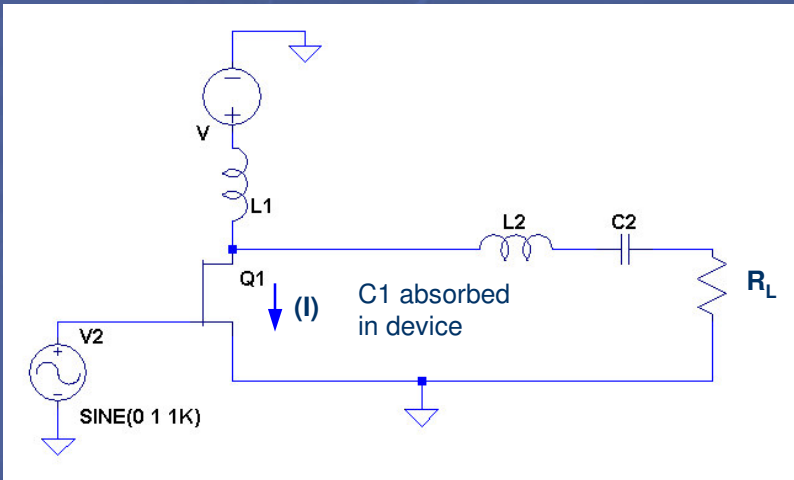 V
L1
L2
C2
Q1
(I)
C1 absorbed
in device
RL
V2
SINE(0 1 1K)